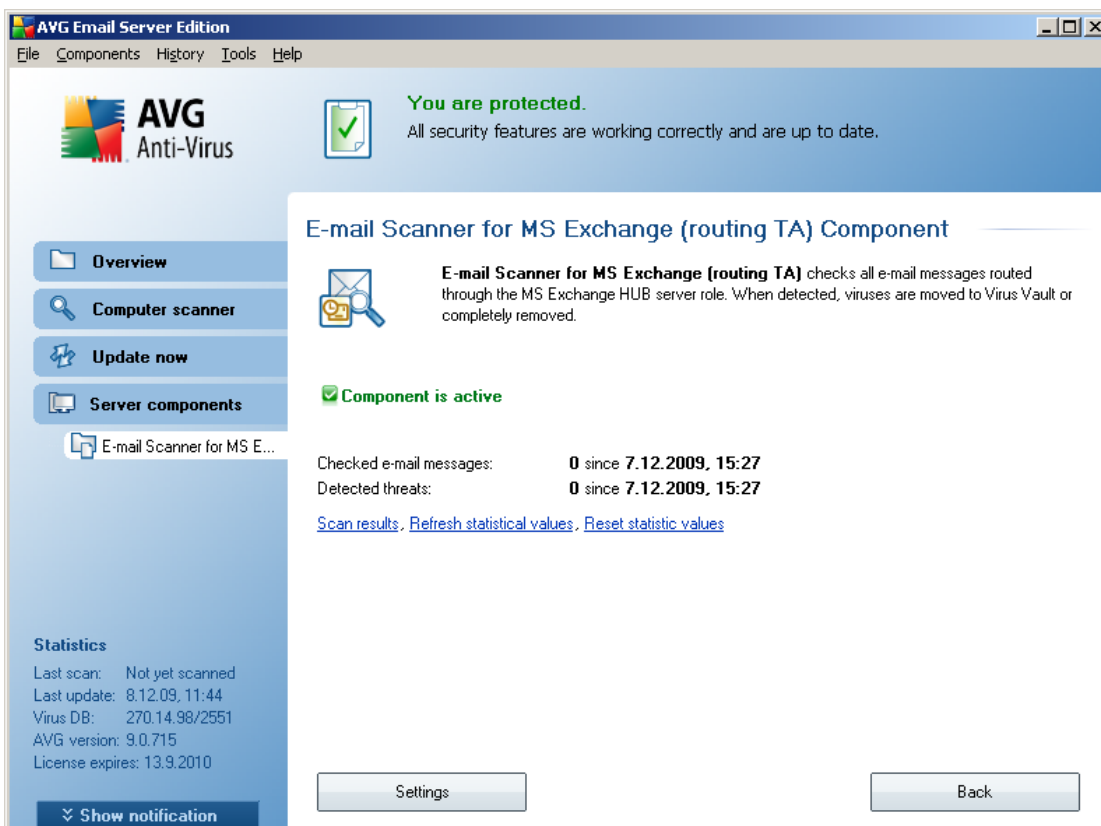 AVG Email Server Edition
File Components History Tools Help
AVG
Anti-Virus
You are protected.
All security features are working correctly and are up to date.
Overview
Computer scanner
Update now
Server components
E-mail Scanner for MS E...
E-mail Scanner for MS Exchange (routing TA) Component
E-mail Scanner for MS Exchange (routing TA) checks all e-mail messages routed
through the MS Exchange HUB server role. When detected, viruses are moved to Virus Vault or
completely removed.
Component is active
Checked e-mail messages: 0 since 7.12.2009, 15:27
Detected threats: 0 since 7.12.2009, 15:27
Scan results, Refresh statistical values, Reset statistic values
Statistics
Last scan: Not yet scanned
Last update: 8.12.09, 11:44
Virus DB: 270.14.98/2551
AVG version: 9.0.715
License expires: 13.9.2010
Show notification
Settings
Back